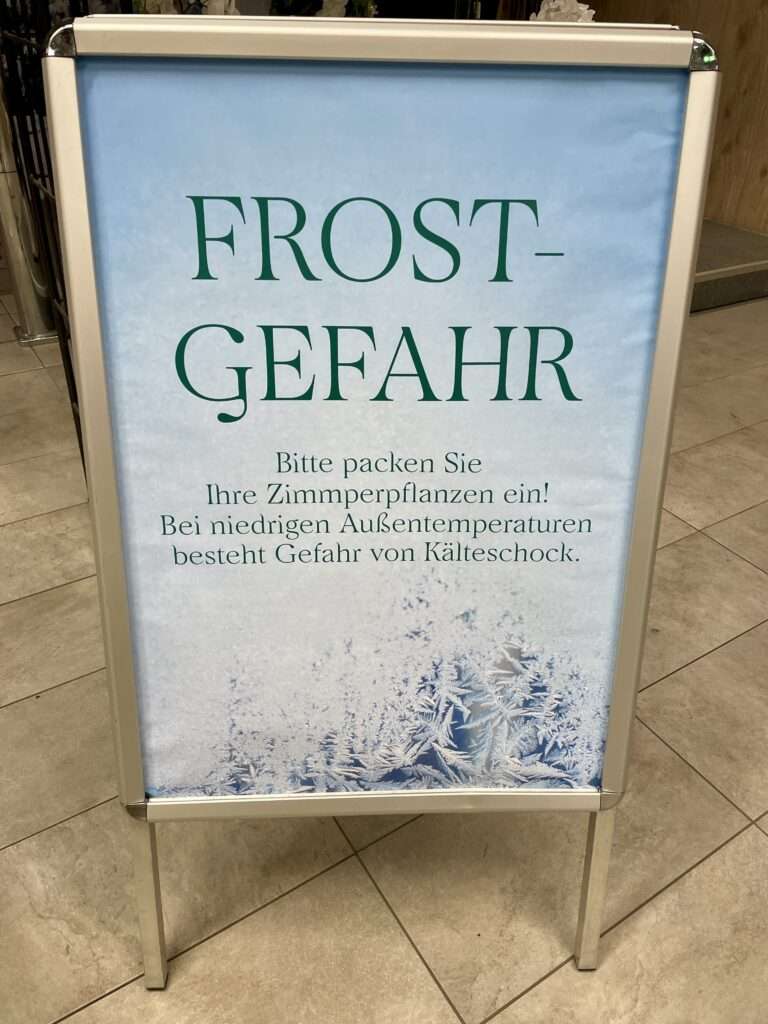 FROST-
GEFAHR
Bitte packen Sie
Ihre Zimmperpflanzen ein!
Bei niedrigen Außentemperaturen
besteht Gefahr von Kälteschock.